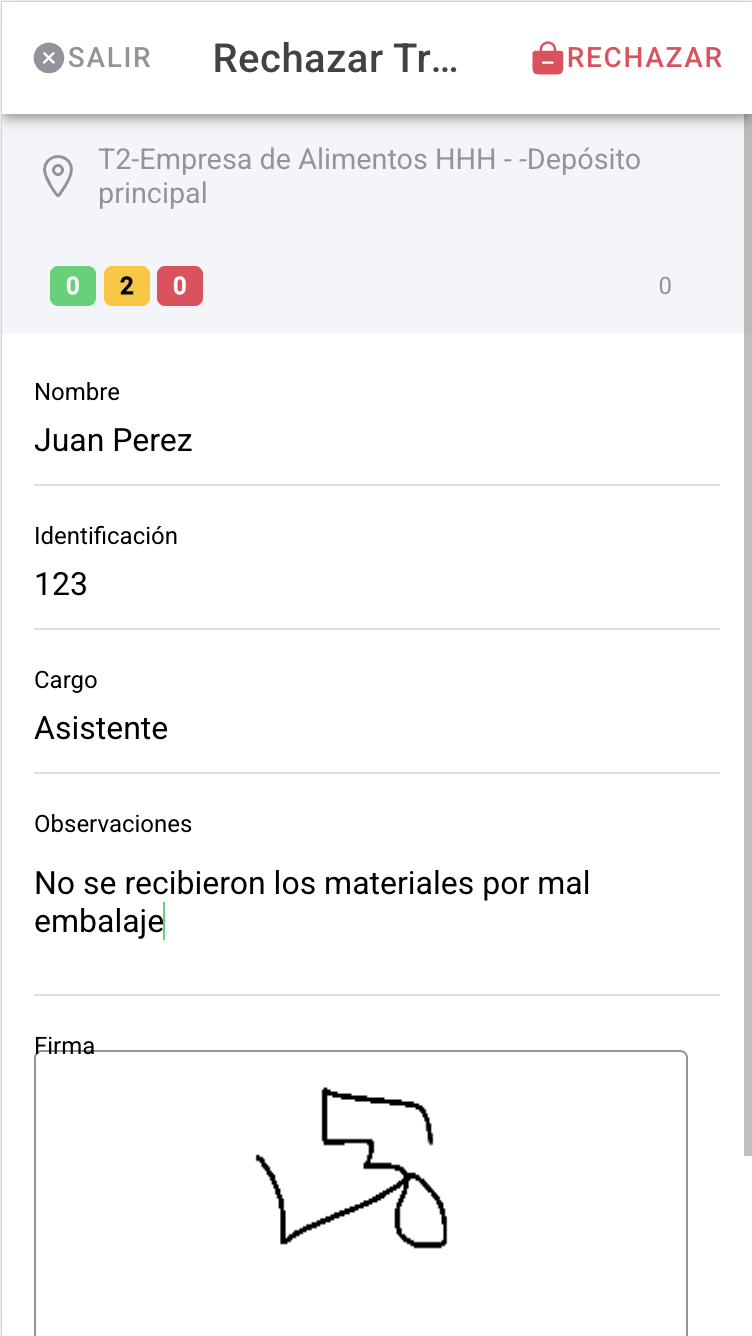 SALIR Rechazar Tr... RECHAZAR
T2-Empresa de Alimentos HHH - -Depósito
principal
0 2 0 0
Nombre
Juan Perez
Identificación
123
Cargo
Asistente
Observaciones
No se recibieron los materiales por mal
embalaje
Firma